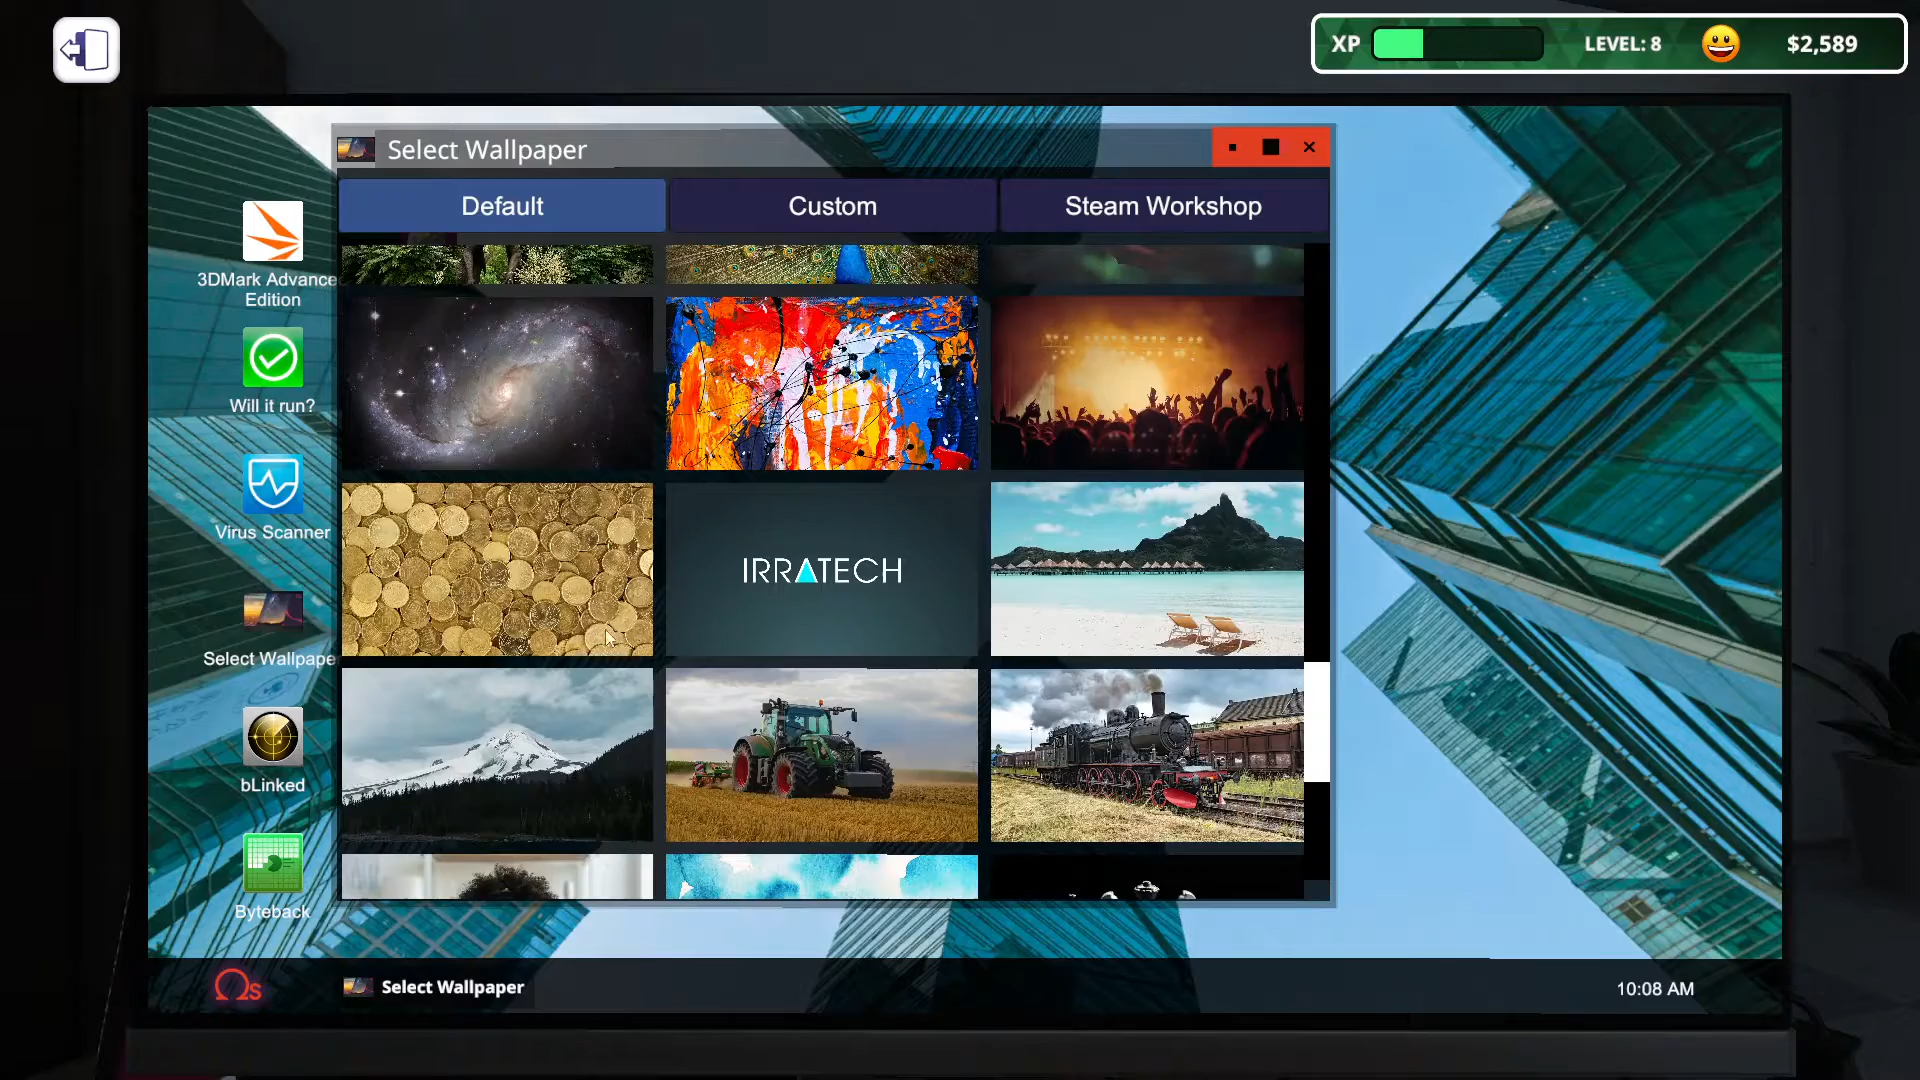 XP
LEVEL: 8
$2,589
Select Wallpaper
Default
Custom
Steam Workshop
3DMark Advance
Edition
Will it run?
Virus Scanner
Select Wallpape
bLinked
Byteback
IRRATECH
Ωs
Select Wallpaper
10:08 AM